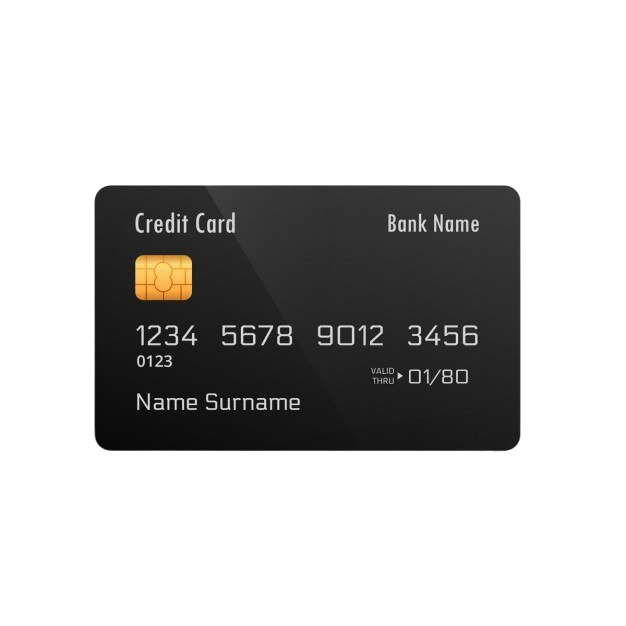 Credit Card Bank Name
1234 5678 9012 3456
0123
VALID THRU 01/80
Name Surname